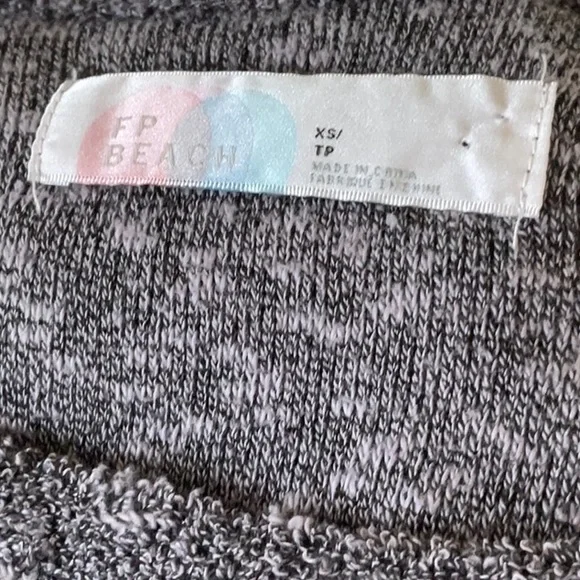 FP
BEACH
XS/
TP
MADE IN CHINA
FABRIQUÉ EN CHINE